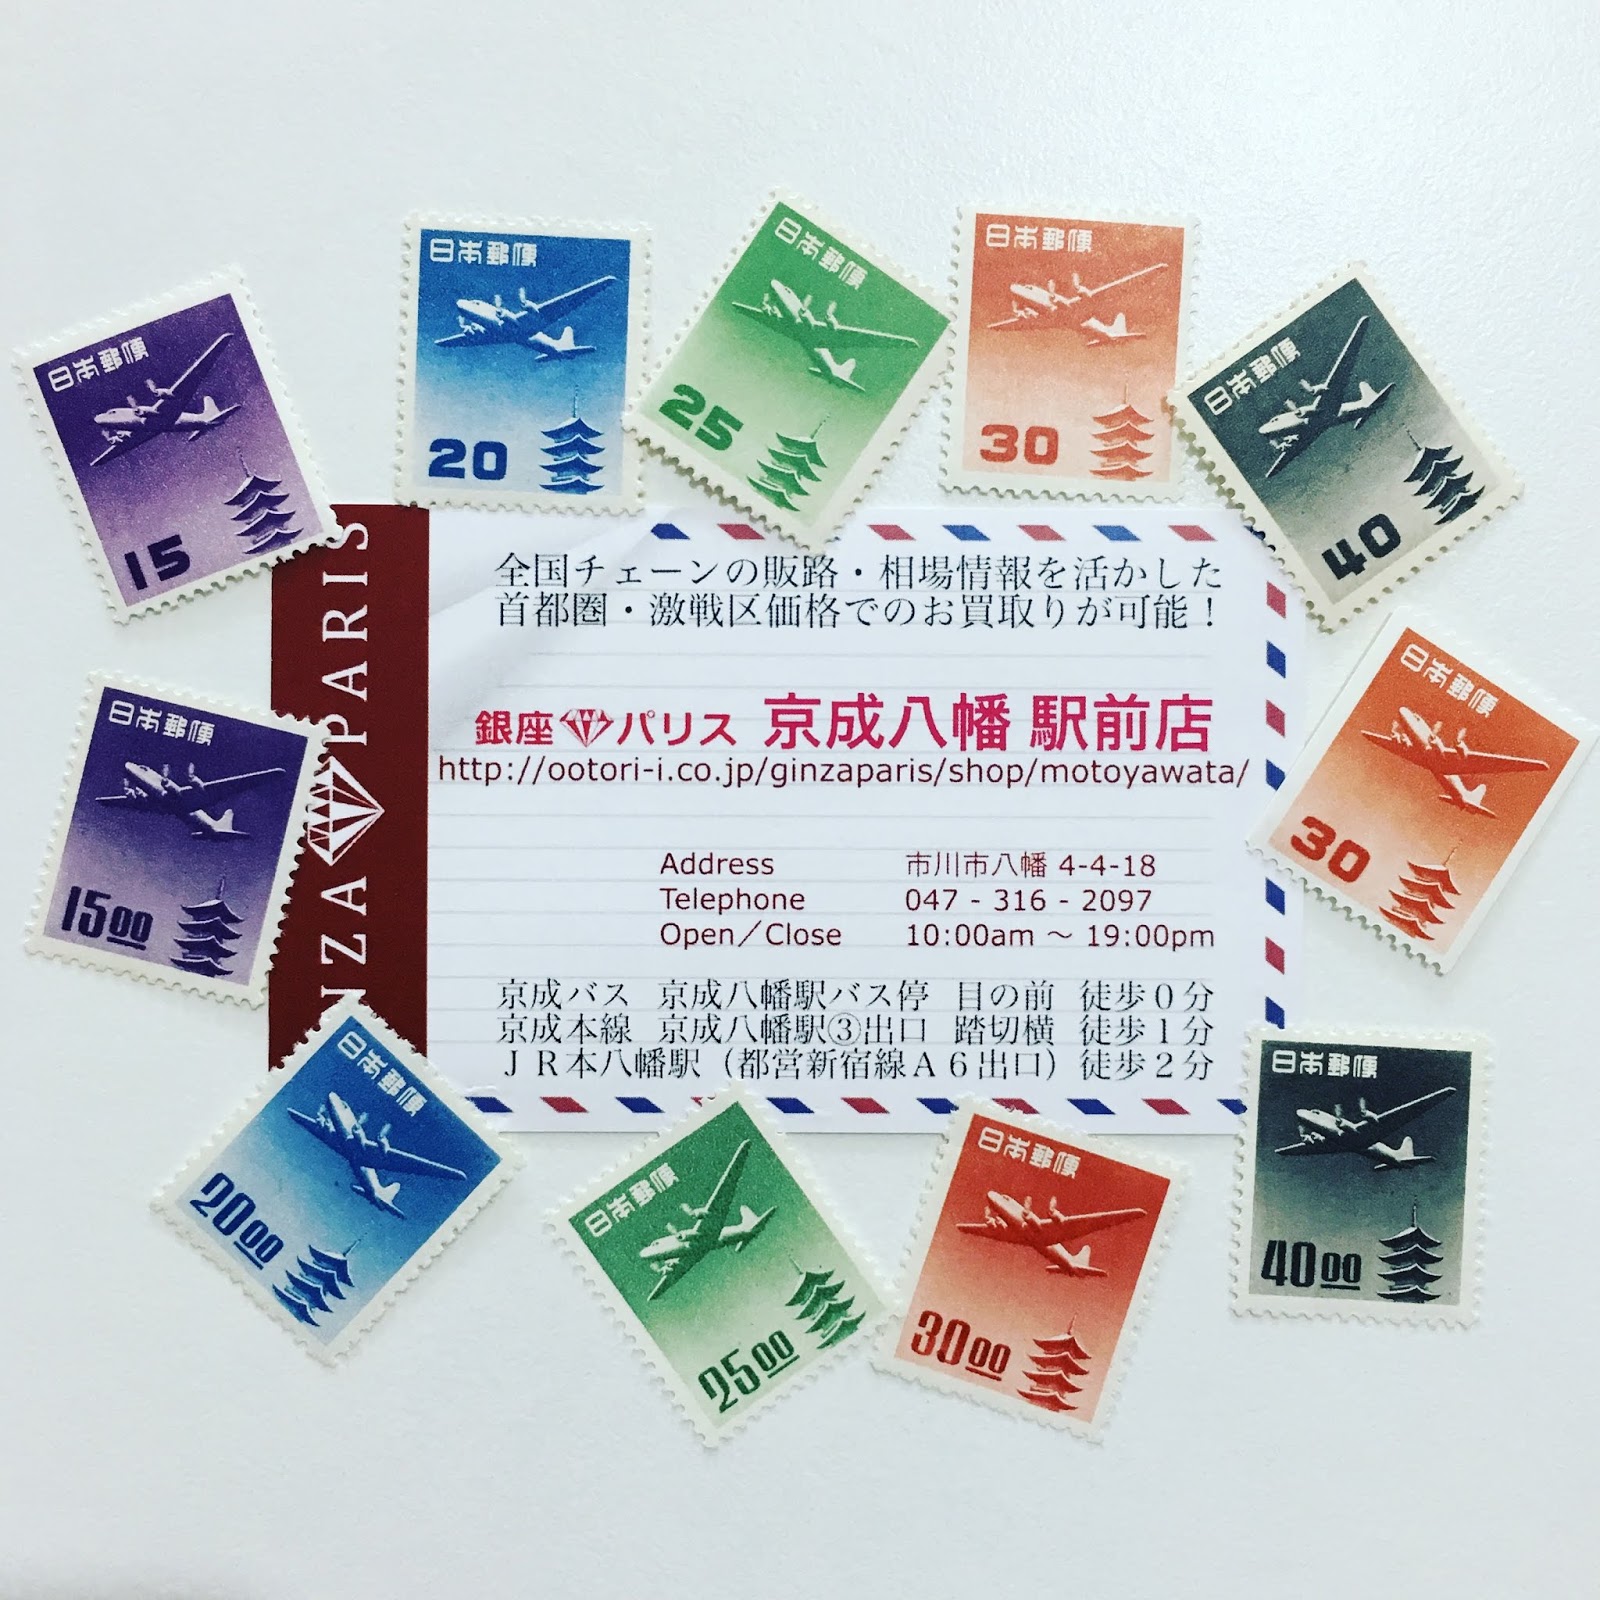 日本郵便
20
日本郵便
25
日本郵便
30
日本郵便
15
日本郵便
40
日本郵便
30
日本郵便
15.00
日本郵便
20.00
日本郵便
25.00
日本郵便
30.00
日本郵便
40.00
NZA PARIS
全国チェーンの販路・相場情報を活かした
首都圏・激戦区価格でのお買取りが可能！
銀座 パリス 京成八幡 駅前店
http://ootori-i.co.jp/ginzaparis/shop/motoyawata/
Address 市川市八幡 4-4-18
Telephone 047 - 316 - 2097
Open／Close 10:00am ～ 19:00pm
京成バス 京成八幡駅バス停 目の前 徒歩０分
京成本線 京成八幡駅③出口 踏切横 徒歩１分
ＪＲ本八幡駅（都営新宿線Ａ６出口）徒歩２分